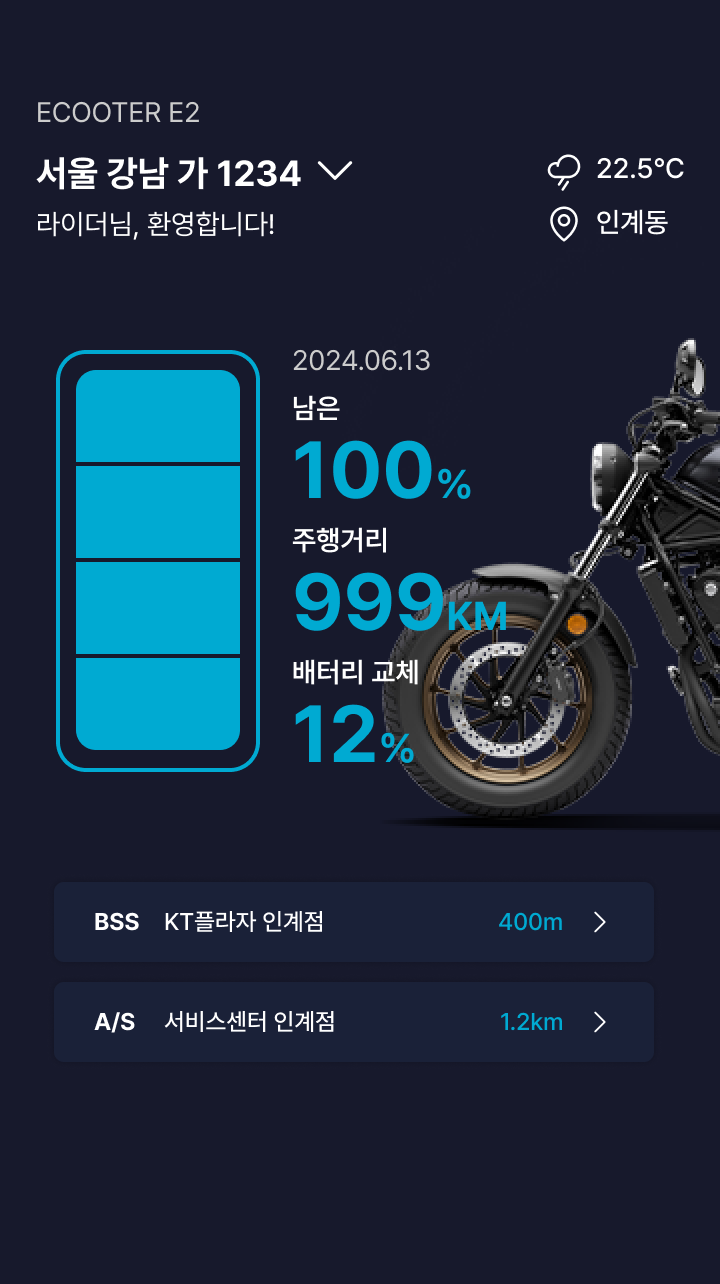 ECOOTER E2
서울 강남 가 1234
라이더님, 환영합니다!
22.5°C
인계동
2024.06.13
남은
100%
주행거리
999KM
배터리 교체
12%
BSS KT플라자 인계점 400m
A/S 서비스센터 인계점 1.2km